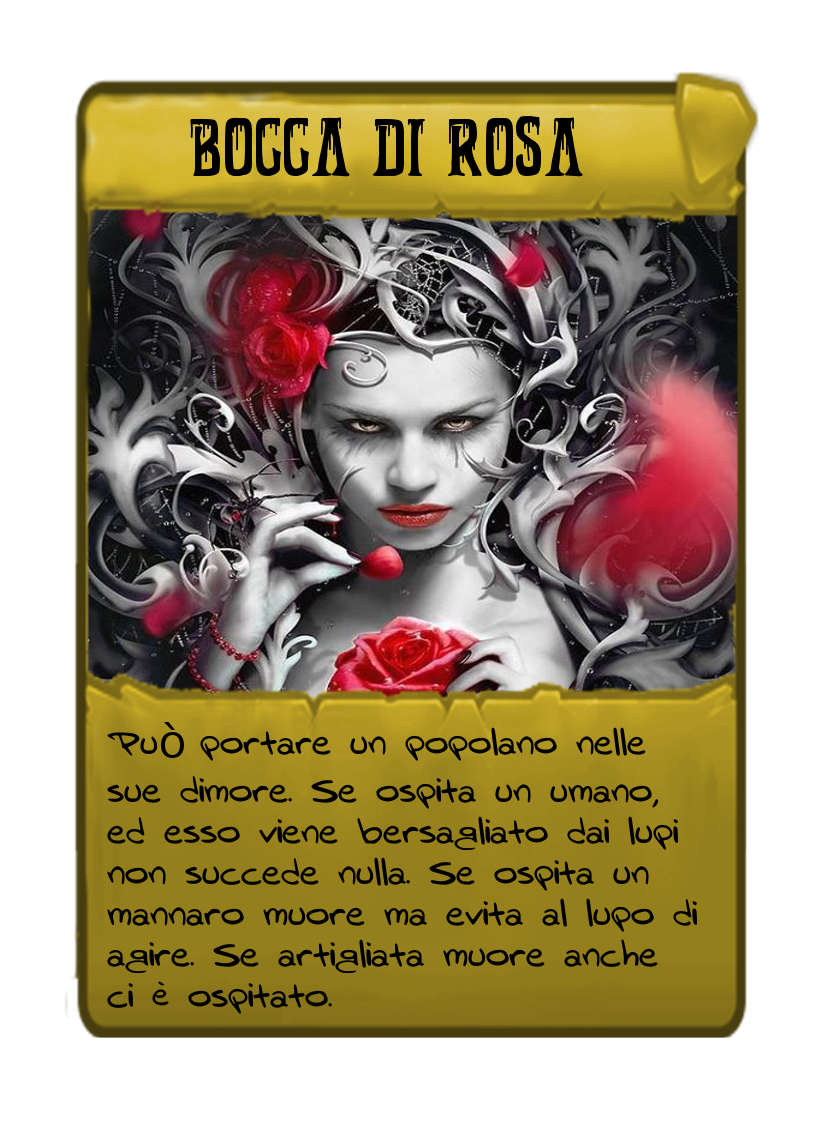 BOCCA DI ROSA
PuÒ portare un popolano nelle
sue dimore. Se ospita un umano,
ed esso viene bersagliato dai lupi
non succede nulla. Se ospita un
mannaro muore ma evita al lupo di
agire. Se artigliata muore anche
ci è ospitato.